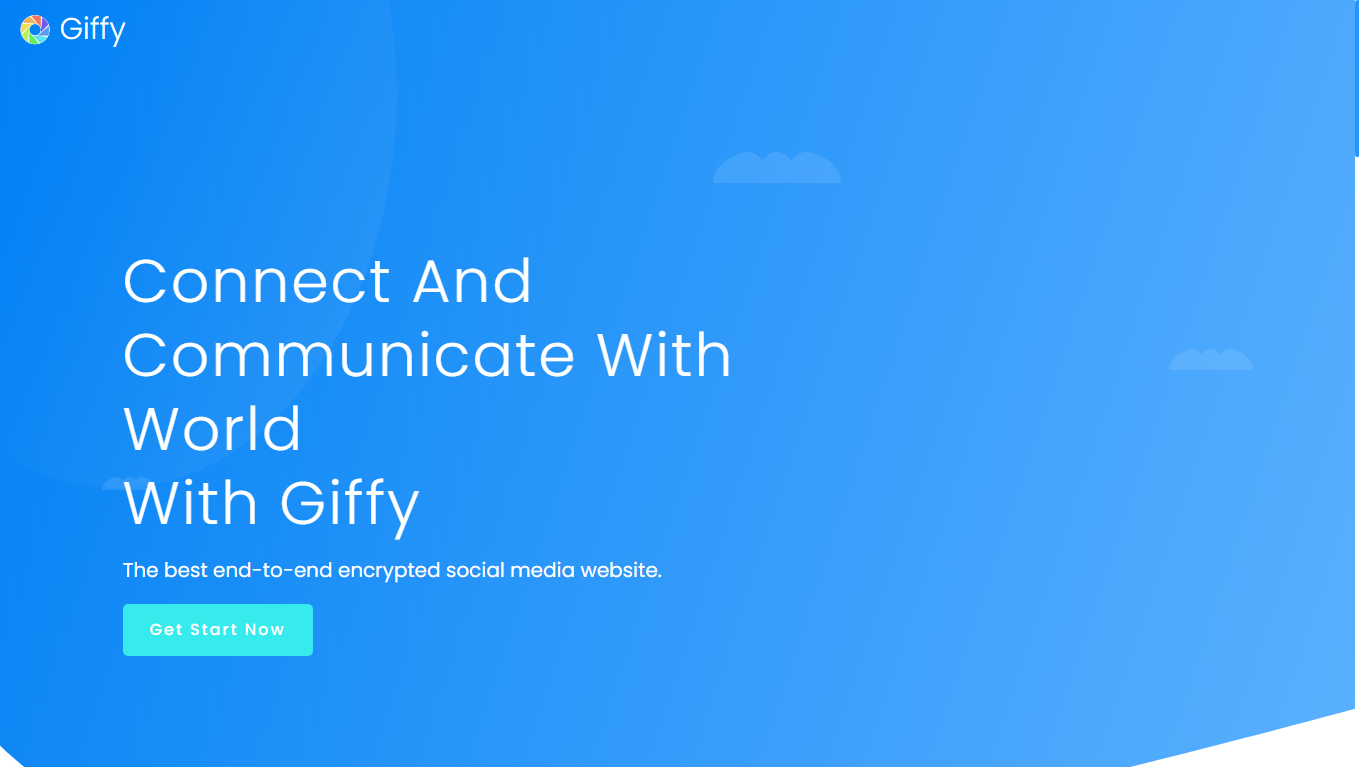 Giffy
Connect And
Communicate With
World
With Giffy
The best end-to-end encrypted social media website.
Get Start Now